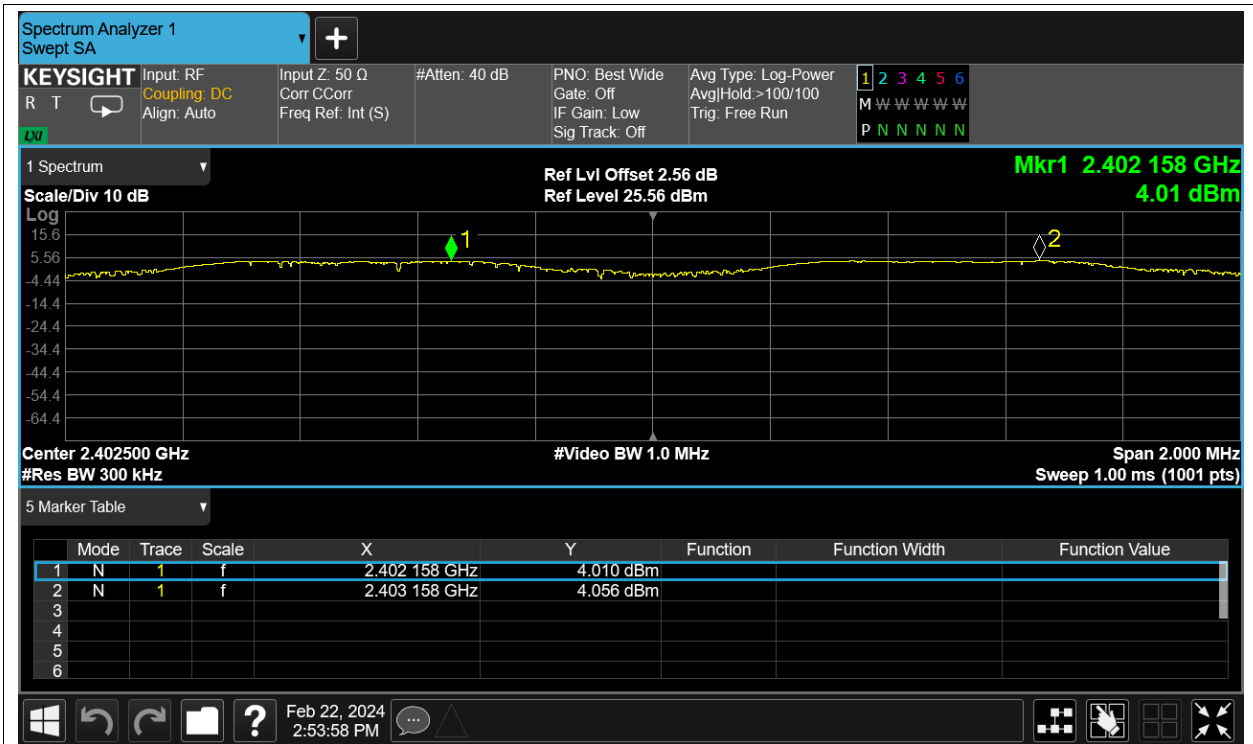 Spectrum Analyzer 1
Swept SA
+
KEYSIGHT Input: RF Input Z: 50 Ω #Atten: 40 dB PNO: Best Wide Avg Type: Log-Power 1 2 3 4 5 6
R T Coupling: DC Corr CCorr Gate: Off Avg|Hold:>100/100 M W W W W W
Align: Auto Freq Ref: Int (S) IF Gain: Low Trig: Free Run
LXI Sig Track: Off P N N N N N
1 Spectrum Ref Lvl Offset 2.56 dB Mkr1 2.402 158 GHz
Scale/Div 10 dB Ref Level 25.56 dBm 4.01 dBm
Log
15.6
1 2
5.56
-4.44
-14.4
-24.4
-34.4
-44.4
-54.4
-64.4
Center 2.402500 GHz #Video BW 1.0 MHz Span 2.000 MHz
#Res BW 300 kHz Sweep 1.00 ms (1001 pts)
5 Marker Table
Mode Trace Scale X Y Function Function Width Function Value
1 N 1 f 2.402 158 GHz 4.010 dBm
2 N 1 f 2.403 158 GHz 4.056 dBm
3
4
5
6
? Feb 22, 2024
2:53:58 PM